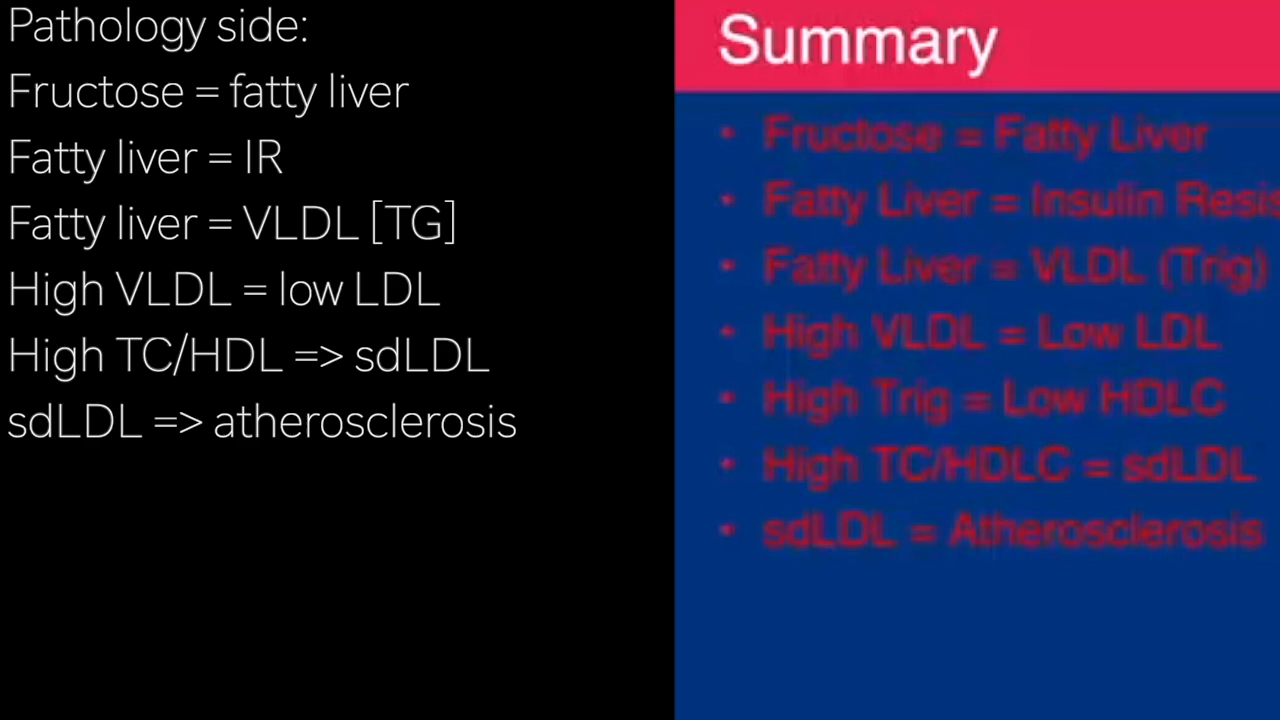 Pathology side:
Fructose = fatty liver
Fatty liver = IR
Fatty liver = VLDL [TG]
High VLDL = low LDL
High TC/HDL => sdLDL
sdLDL => atherosclerosis
Summary
• Fructose = Fatty Liver
• Fatty Liver = Insulin Resis
• Fatty Liver = VLDL (Trig)
• High VLDL = Low LDL
• High Trig = Low HDLC
• High TC/HDLC = sdLDL
• sdLDL = Atherosclerosis